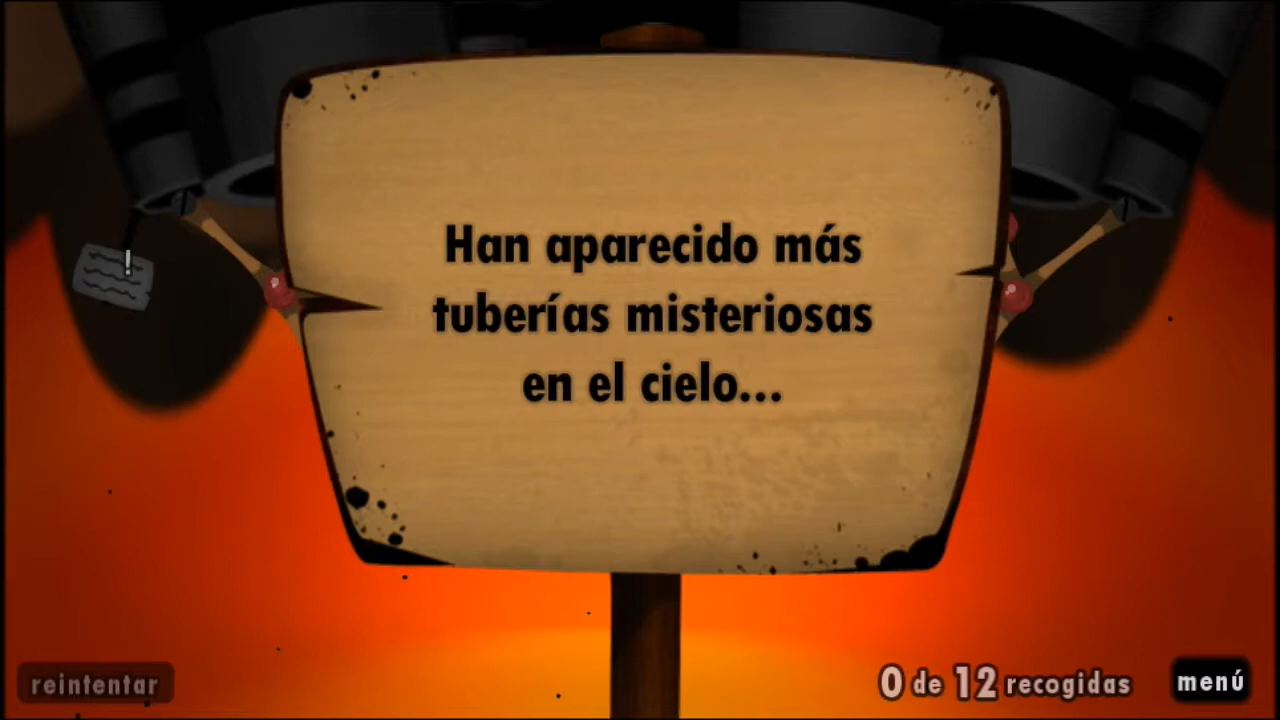 Han aparecido más
tuberías misteriosas
en el cielo...
reintentar
0 de 12 recogidas
menú